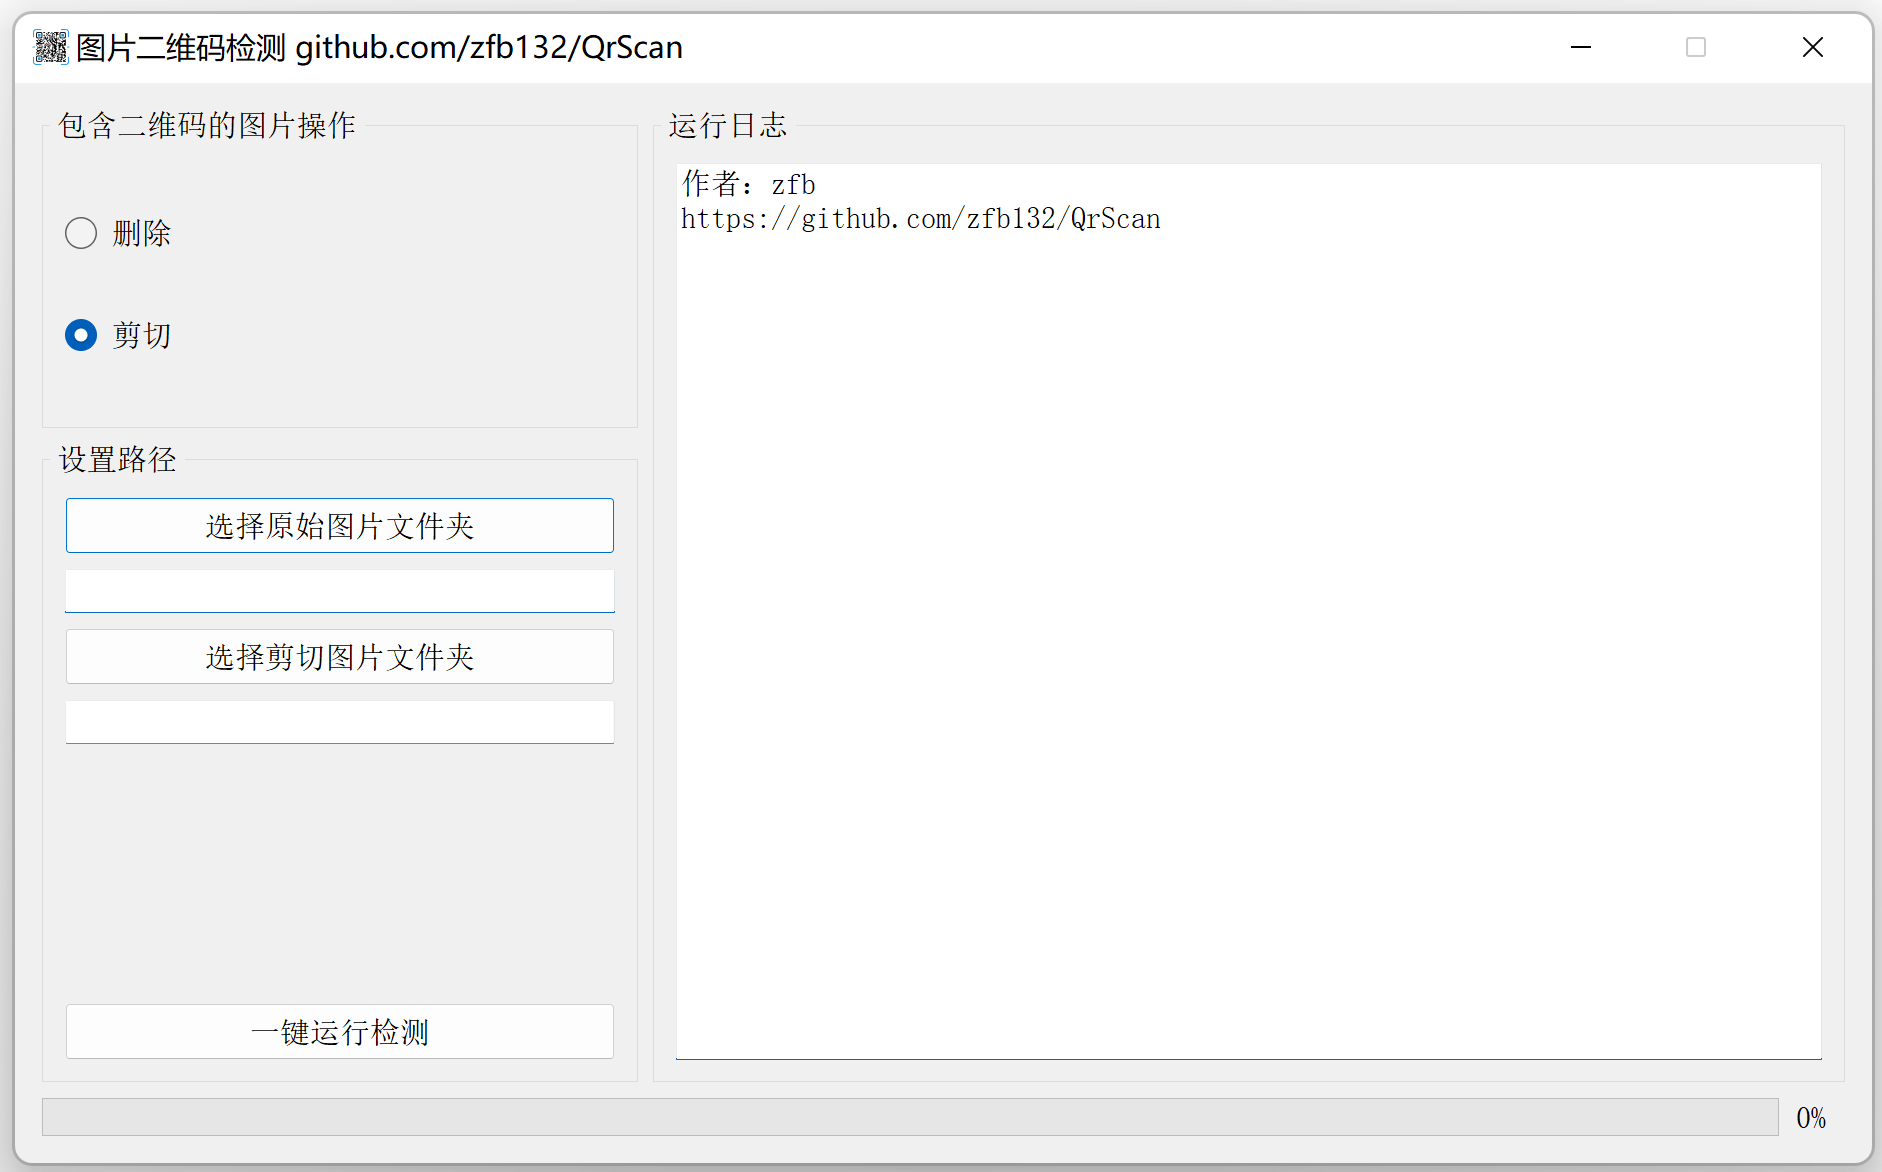 图片二维码检测 github.com/zfb132/QrScan
包含二维码的图片操作
删除
剪切
设置路径
选择原始图片文件夹
选择剪切图片文件夹
一键运行检测
运行日志
作者：zfb
https://github.com/zfb132/QrScan
0%